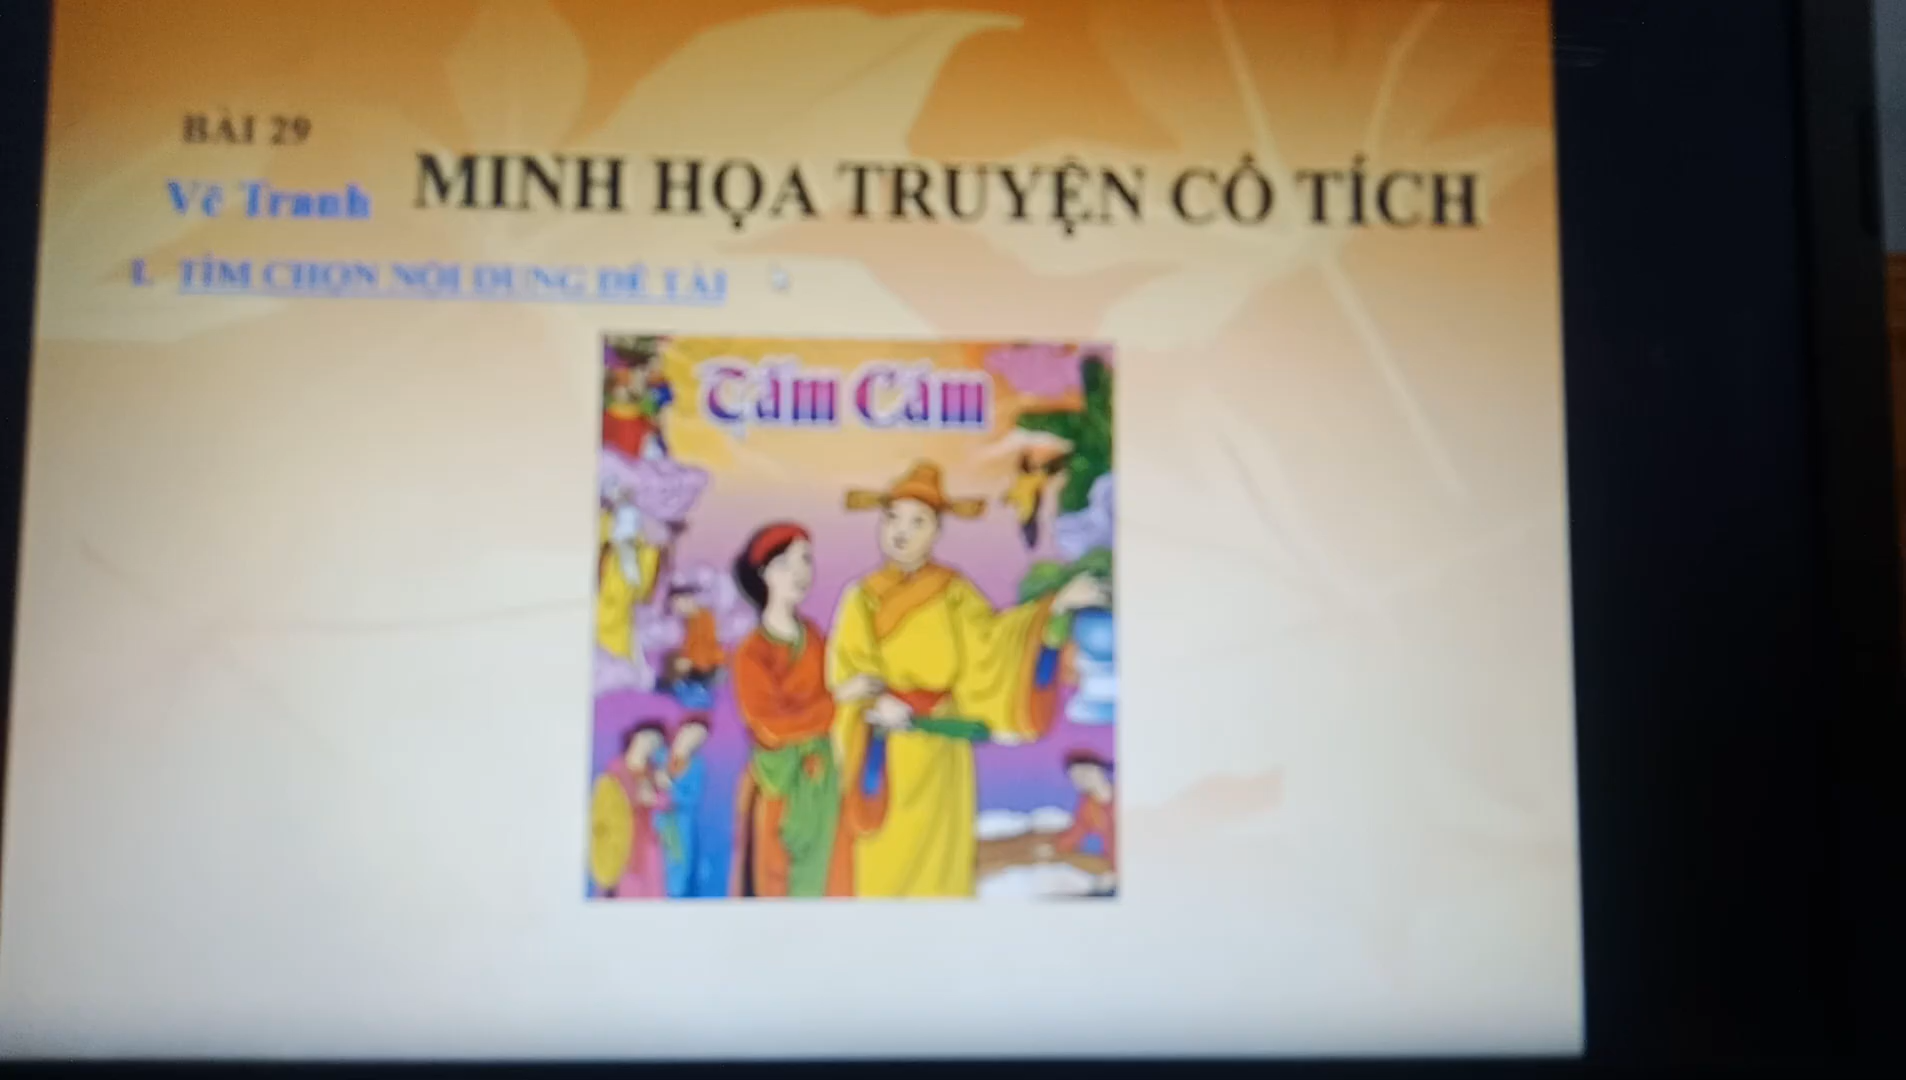 BÀI 29
Vẽ Tranh
MINH HỌA TRUYỆN CỔ TÍCH
I. TÌM CHỌN NỘI DUNG ĐỀ TÀI
Tấm Cám